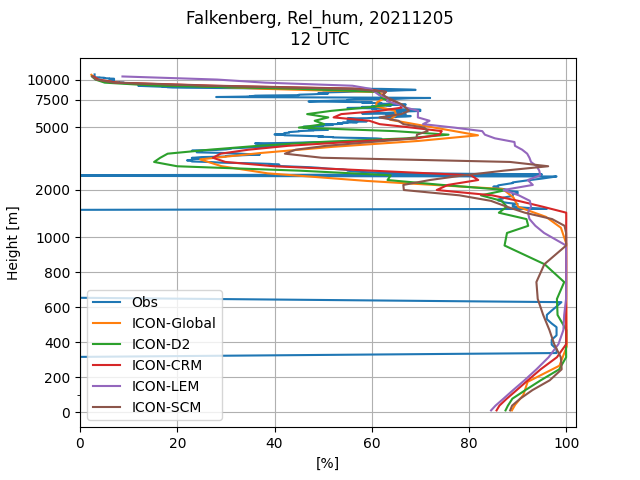 Falkenberg, Rel_hum, 20211205
12 UTC
10000
7500
5000
2000
1000
800
600
400
200
0
Height [m]
Obs
ICON-Global
ICON-D2
ICON-CRM
ICON-LEM
ICON-SCM
0 20 40 60 80 100
[%]